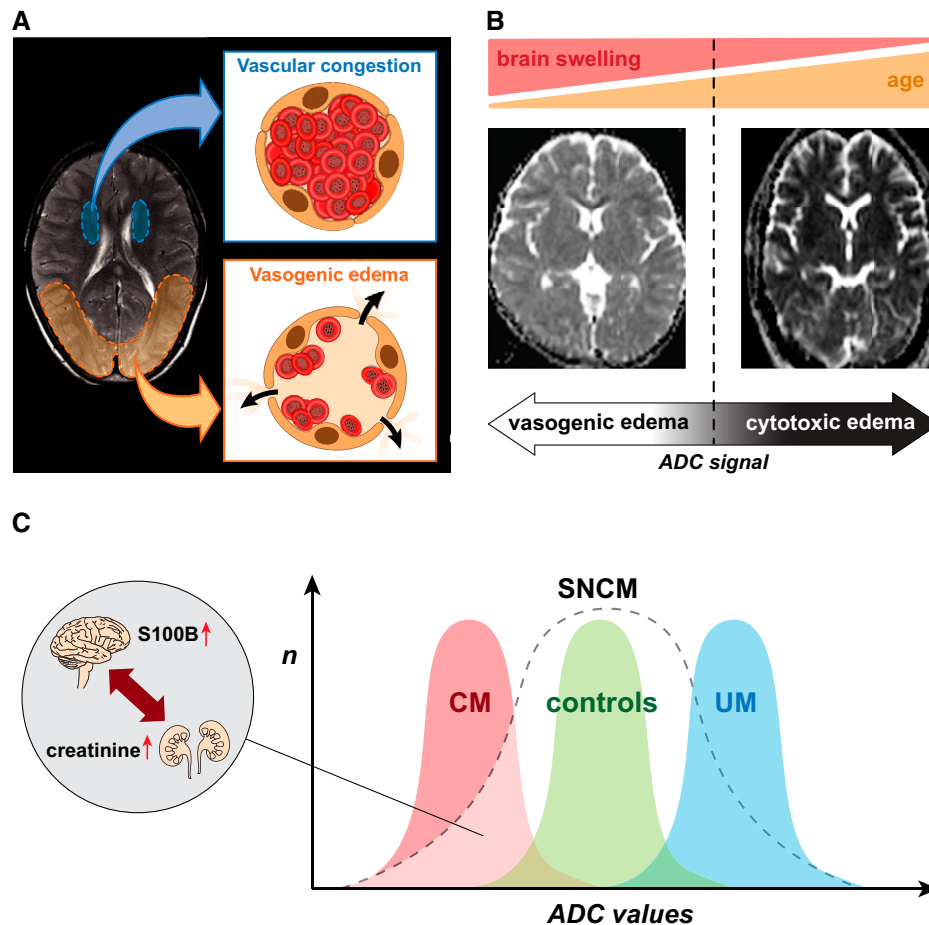 A
Vascular congestion
Vasogenic edema
B
brain swelling
age
vasogenic edema
cytotoxic edema
ADC signal
C
S100B
creatinine
n
SNCM
CM
controls
UM
ADC values